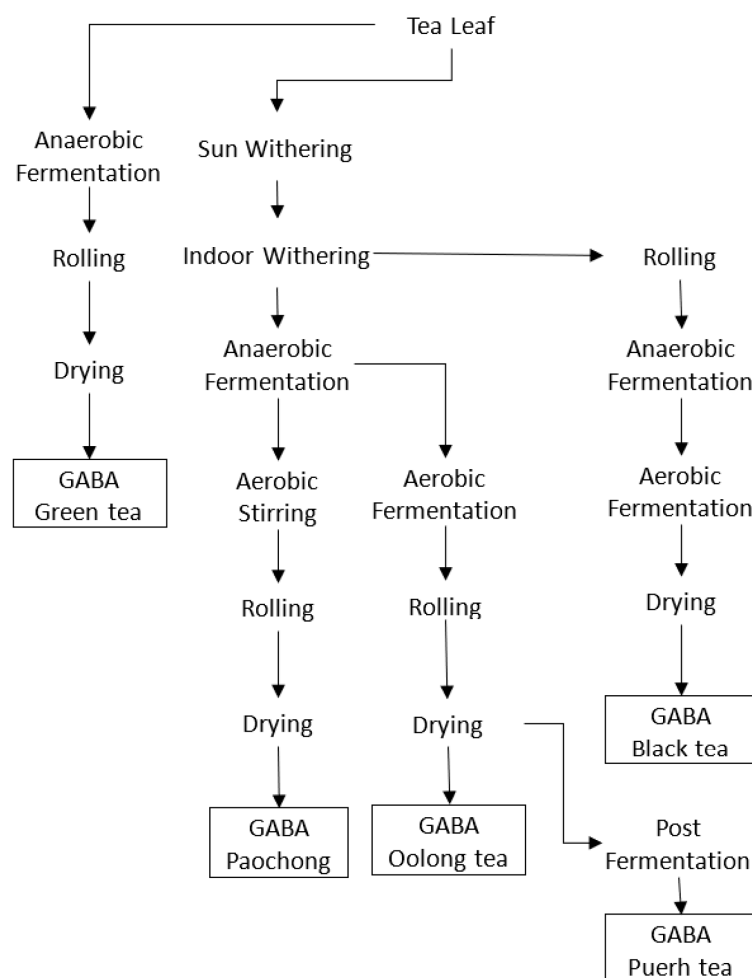 Tea Leaf
Anaerobic
Fermentation
Sun Withering
Rolling
Indoor Withering
Rolling
Drying
Anaerobic
Fermentation
Anaerobic
Fermentation
GABA
Green tea
Aerobic
Stirring
Aerobic
Fermentation
Aerobic
Fermentation
Rolling
Rolling
Drying
Drying
Drying
GABA
Black tea
GABA
Paochong
GABA
Oolong tea
Post
Fermentation
GABA
Puerh tea